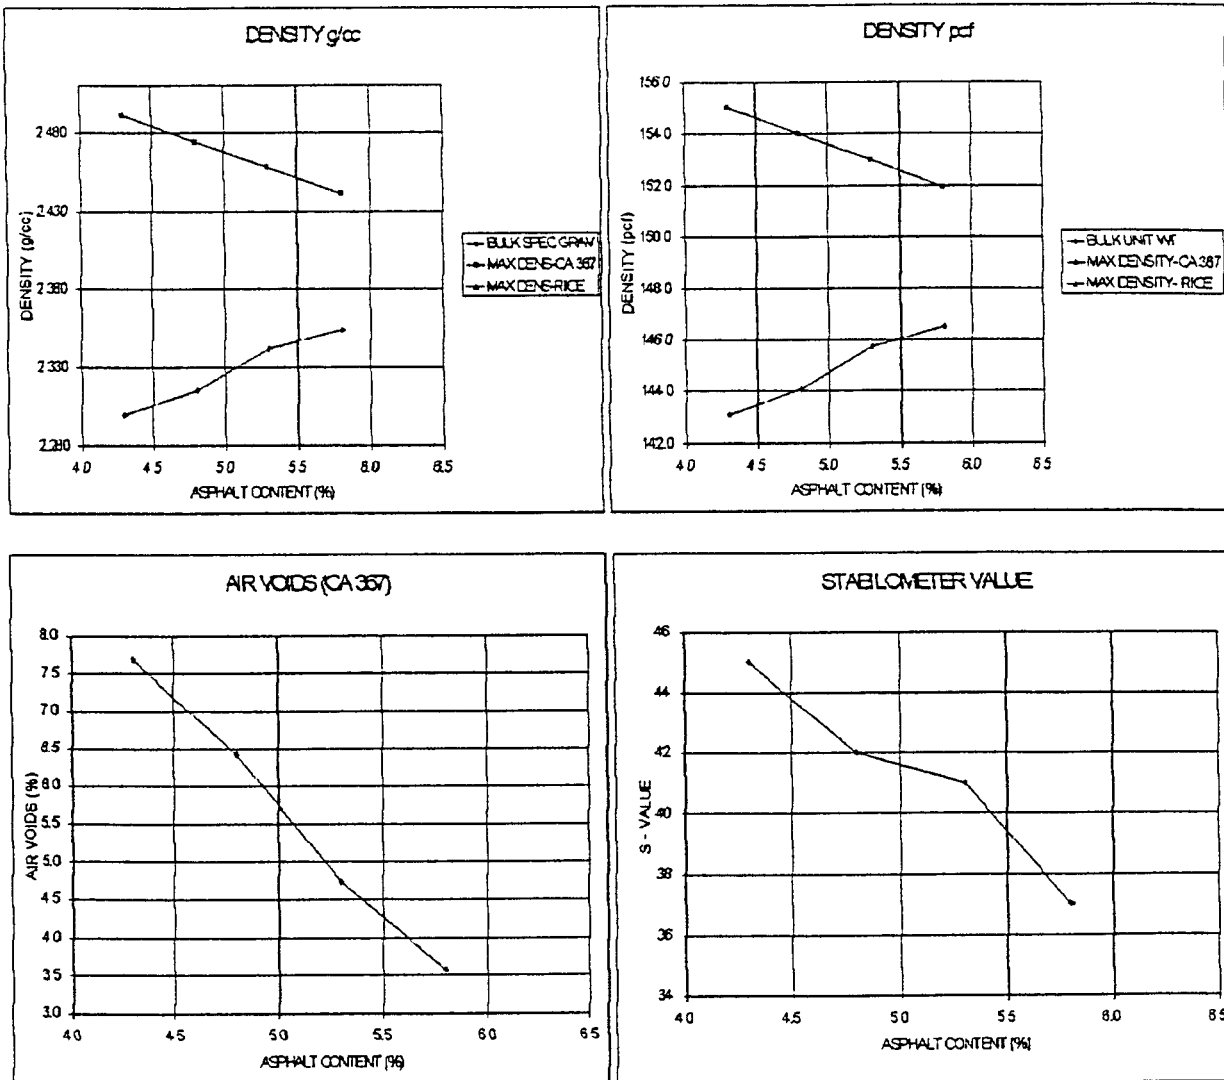 DENSITY g/cc
2.480
2.430
2.380
2.330
2.280
4.0 4.5 5.0 5.5 6.0 6.5
DENSITY (g/cc)
ASPHALT CONTENT (%)
BULK SPEC GRAV
MAX DENS-CA 367
MAX DENS-RICE
DENSITY pcf
156.0
154.0
152.0
150.0
148.0
146.0
144.0
142.0
4.0 4.5 5.0 5.5 6.0 6.5
DENSITY (pcf)
ASPHALT CONTENT (%)
BULK UNIT WT
MAX DENSITY-CA 367
MAX DENSITY- RICE
AIR VOIDS (CA 367)
8.0
7.5
7.0
6.5
6.0
5.5
5.0
4.5
4.0
3.5
3.0
4.0 4.5 5.0 5.5 6.0 6.5
AIR VOIDS (%)
ASPHALT CONTENT (%)
STABILOMETER VALUE
46
44
42
40
38
36
34
4.0 4.5 5.0 5.5 6.0 6.5
S - VALUE
ASPHALT CONTENT (%)